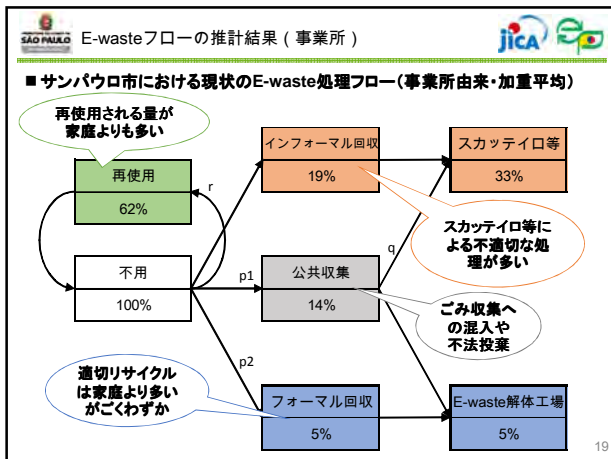 SÃO PAULO
E-wasteフローの推計結果（事業所）
jICA
■ サンパウロ市における現状のE-waste処理フロー（事業所由来・加重平均）
再使用される量が
家庭よりも多い
再使用
62%
r
不用
100%
インフォーマル回収
19%
スカッテイロ等
33%
スカッテイロ等
による不適切な処
理が多い
q
p1
公共収集
14%
ごみ収集へ
の混入や
不法投棄
p2
適切リサイクル
は家庭より多い
がごくわずか
フォーマル回収
5%
E-waste解体工場
5%
19